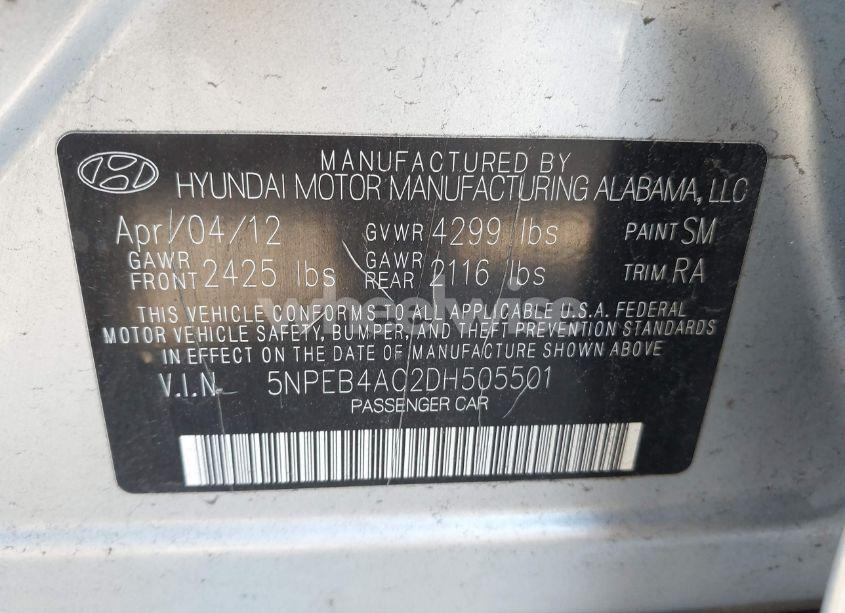 MANUFACTURED BY
HYUNDAI MOTOR MANUFACTURING ALABAMA, LLC
Apr/04/12 GVWR 4299 lbs PAINT SM
GAWR FRONT 2425 lbs GAWR REAR 2116 lbs TRIM RA
THIS VEHICLE CONFORMS TO ALL APPLICABLE U.S.A. FEDERAL
MOTOR VEHICLE SAFETY, BUMPER, AND THEFT PREVENTION STANDARDS
IN EFFECT ON THE DATE OF MANUFACTURE SHOWN ABOVE
V.I.N. 5NPEB4AC2DH505501
PASSENGER CAR
wheelwise